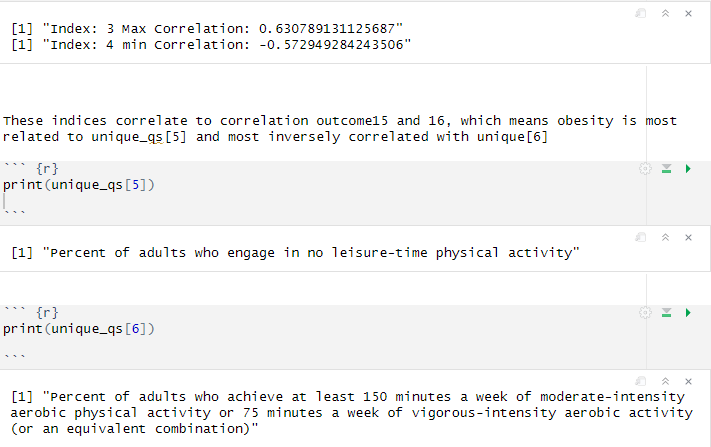 [1] "Index: 3 Max Correlation: 0.630789131125687"
[1] "Index: 4 min Correlation: -0.572949284243506"
These indices correlate to correlation outcome15 and 16, which means obesity is most
related to unique_qs[5] and most inversely correlated with unique[6]
``` {r}
print(unique_qs[5])
```
[1] "Percent of adults who engage in no leisure-time physical activity"
``` {r}
print(unique_qs[6])
```
[1] "Percent of adults who achieve at least 150 minutes a week of moderate-intensity
aerobic physical activity or 75 minutes a week of vigorous-intensity aerobic activity
(or an equivalent combination)"